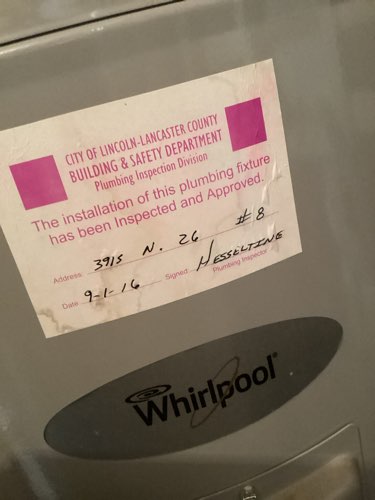 CITY OF LINCOLN-LANCASTER COUNTY
BUILDING & SAFETY DEPARTMENT
Plumbing Inspection Division
The installation of this plumbing fixture
has been Inspected and Approved.
Address 3915 N. 26 #8
Date 9-1-16 Signed HESSELTINE
Plumbing Inspector
Whirlpool